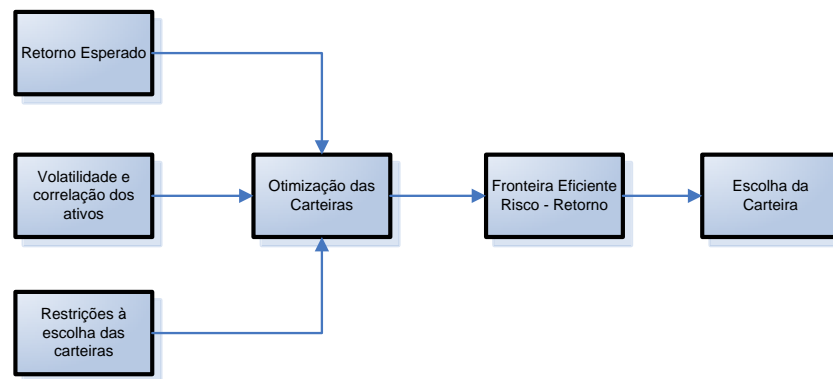 Retorno Esperado
Volatilidade e
correlação dos
ativos
Otimização das
Carteiras
Fronteira Eficiente
Risco - Retorno
Escolha da
Carteira
Restrições à
escolha das
carteiras